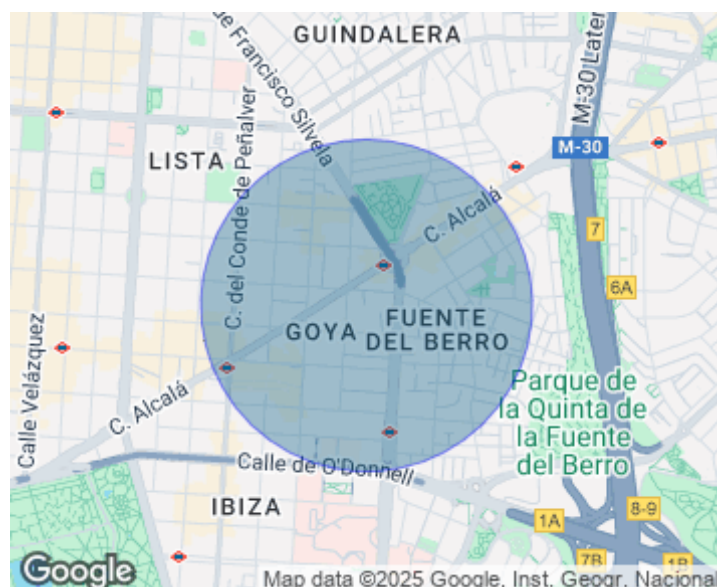 de Francisco Silvela
GUINDALERA
M-30 Later
LISTA
C. del Conde de Peñalver
M-30
C. Alcalá
7
6A
GOYA
FUENTE
DEL BERRO
Calle Velázquez
C. Alcalá
Parque de
la Quinta de
la Fuente
del Berro
Calle de O'Donnell
IBIZA
8-9
1A
7B
1B
Google
Map data ©2025 Google, Inst. Geogr. Nacional